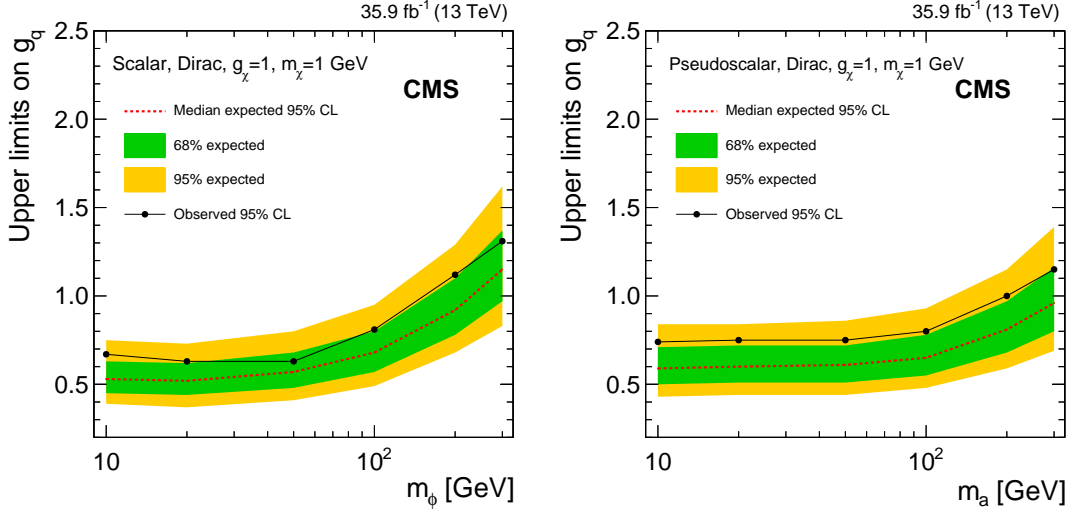 35.9 fb⁻¹ (13 TeV)
Upper limits on g_q
2.5
2.0
1.5
1.0
0.5
Scalar, Dirac, g_χ=1, m_χ=1 GeV
CMS
Median expected 95% CL
68% expected
95% expected
Observed 95% CL
10
10²
m_ϕ [GeV]
35.9 fb⁻¹ (13 TeV)
Upper limits on g_q
2.5
2.0
1.5
1.0
0.5
Pseudoscalar, Dirac, g_χ=1, m_χ=1 GeV
CMS
Median expected 95% CL
68% expected
95% expected
Observed 95% CL
10
10²
m_a [GeV]